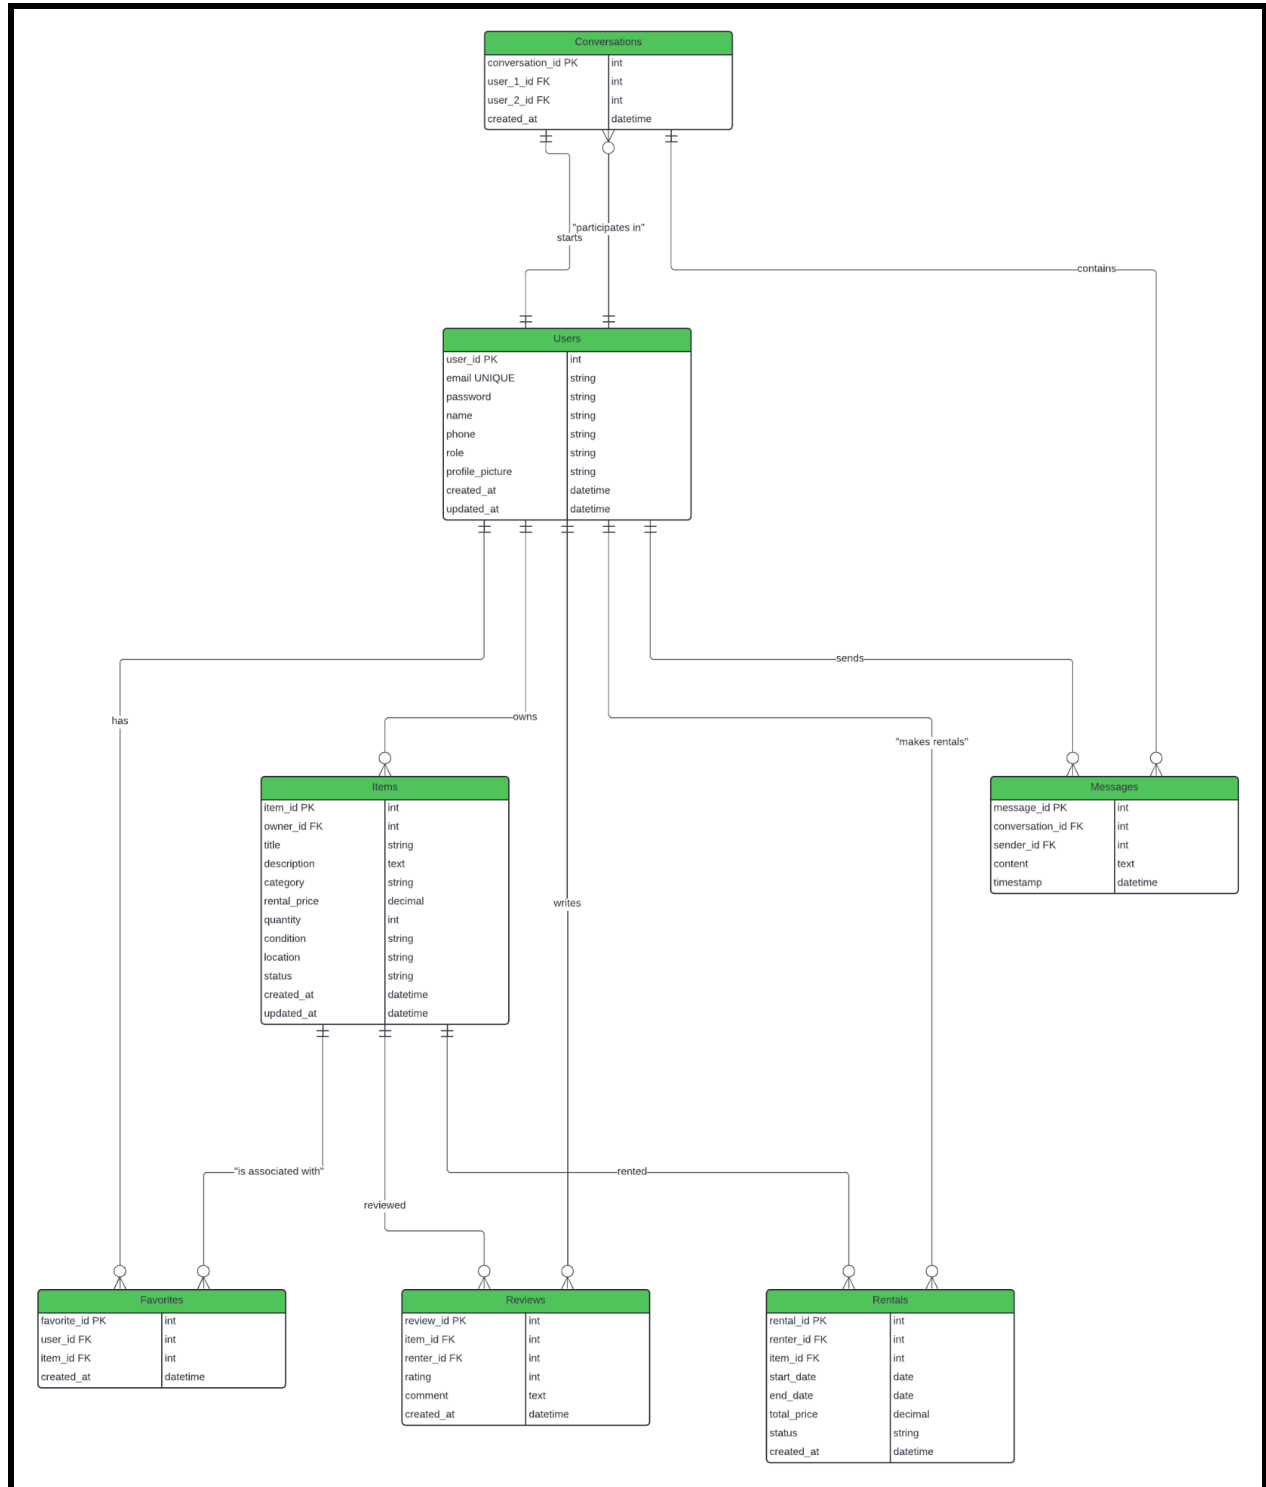 Conversations
conversation_id PK int
user_1_id FK int
user_2_id FK int
created_at datetime
"participates in"
starts
contains
Users
user_id PK int
email UNIQUE string
password string
name string
phone string
role string
profile_picture string
created_at datetime
updated_at datetime
sends
owns
has
"makes rentals"
Items
item_id PK int
owner_id FK int
title string
description text
category string
rental_price decimal
quantity int
condition string
location string
status string
created_at datetime
updated_at datetime
Messages
message_id PK int
conversation_id FK int
sender_id FK int
content text
timestamp datetime
writes
"is associated with"
rented
reviewed
Favorites
favorite_id PK int
user_id FK int
item_id FK int
created_at datetime
Reviews
review_id PK int
item_id FK int
renter_id FK int
rating int
comment text
created_at datetime
Rentals
rental_id PK int
renter_id FK int
item_id FK int
start_date date
end_date date
total_price decimal
status string
created_at datetime